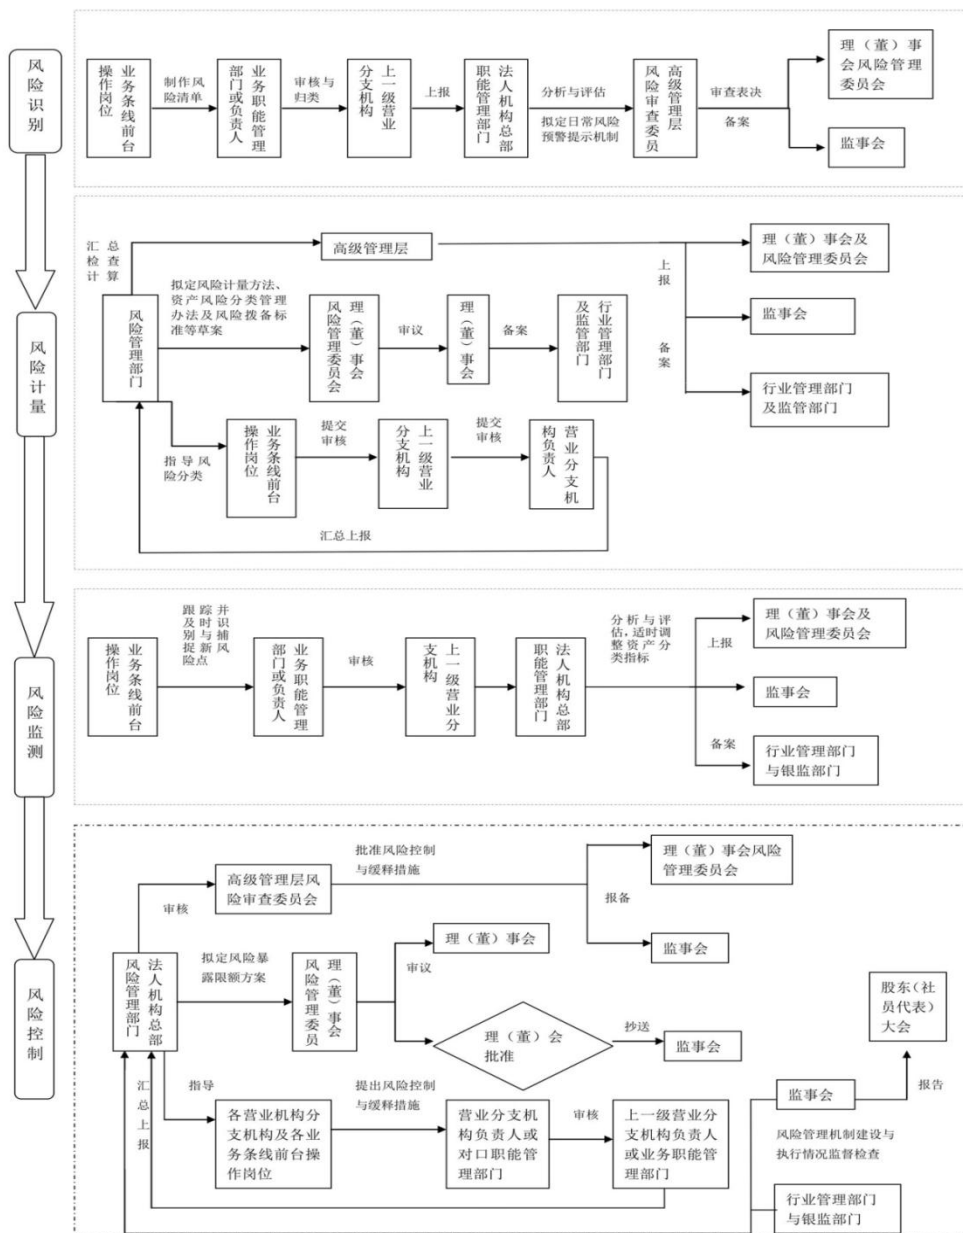 风险识别
业务条线前台
操作岗位
制作风
险清单
业务职能管理
部门或负责人
审核与
归类
上一级营业
分支机构
上报
法人机构总部
职能管理部门
分析与评估
拟定日常风险
预警提示机制
高级管理层
风险审查委员
审查表决
备案
理（董）事
会风险管理
委员会
监事会
风险计量
汇总
检查
计算
高级管理层
上报
备案
理（董）事会及
风险管理委员会
监事会
行业管理部门
及监管部门
风险管理部门
拟定风险计量方法、
资产风险分类管理
办法及风险拨备标
准等草案
理（董）事会
风险管理委员会
审议
理（董）事会
备案
行业管理部门
及监管部门
指导风
险分类
业务条线前台
操作岗位
提交
审核
上一级营业
分支机构
提交
审核
营业分支机
构负责人
汇总上报
风险监测
业务条线前台
操作岗位
跟踪并
及时识
别与捕
捉新风
险点
业务职能管理
部门或负责人
审核
上一级营业分
支机构
法人机构总部
职能管理部门
分析与评
估,适时调
整资产分
类指标
上报
备案
理（董）事会及
风险管理委员会
监事会
行业管理部门
与银监部门
风险控制
审核
高级管理层风
险审查委员会
批准风险控制
与缓释措施
报备
理（董）事会风险
管理委员会
监事会
法人机构总部
风险管理部门
拟定风险暴
露限额方案
理（董）事会
风险管理委员
审议
理（董）事会
理（董）会
批准
抄送
监事会
股东（社
员代表）
大会
报告
监事会
汇总上报
指导
各营业机构分
支机构及各业
务条线前台操
作岗位
提出风险控制
与缓释措施
营业分支机
构负责人或
对口职能管
理部门
审核
上一级营业分
支机构负责人
或业务职能管
理部门
风险管理机制建设与
执行情况监督检查
行业管理部门
与银监部门